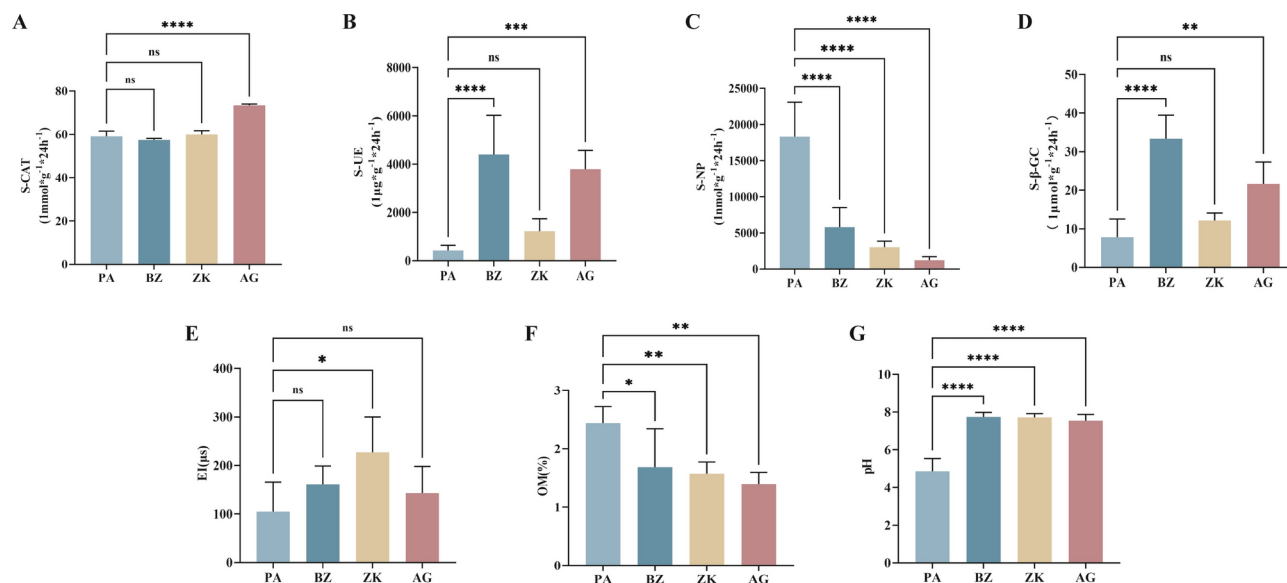 A
S-CAT
(1mmol*g⁻¹*24h⁻¹)
****
ns
ns
80
60
40
20
0
PA BZ ZK AG
B
S-UE
(1μg*g⁻¹*24h⁻¹)
***
ns
****
8000
6000
4000
2000
0
PA BZ ZK AG
C
S-NP
(1nmol*g⁻¹*24h⁻¹)
****
****
****
25000
20000
15000
10000
5000
0
PA BZ ZK AG
D
S-β-GC
( 1μmol*g⁻¹*24h⁻¹)
**
ns
****
50
40
30
20
10
0
PA BZ ZK AG
E
EI(μs)
ns
*
ns
400
300
200
100
0
PA BZ ZK AG
F
OM(%)
**
**
*
3
2
1
0
PA BZ ZK AG
G
pH
****
****
****
10
8
6
4
2
0
PA BZ ZK AG